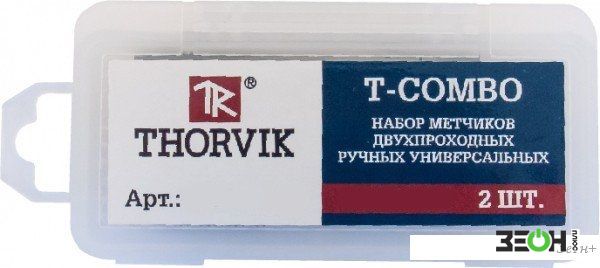 TR®
THORVIK
Арт.:
T-COMBO
НАБОР МЕТЧИКОВ
ДВУХПРОХОДНЫХ
РУЧНЫХ УНИВЕРСАЛЬНЫХ
2 ШТ.
ЗЕОН